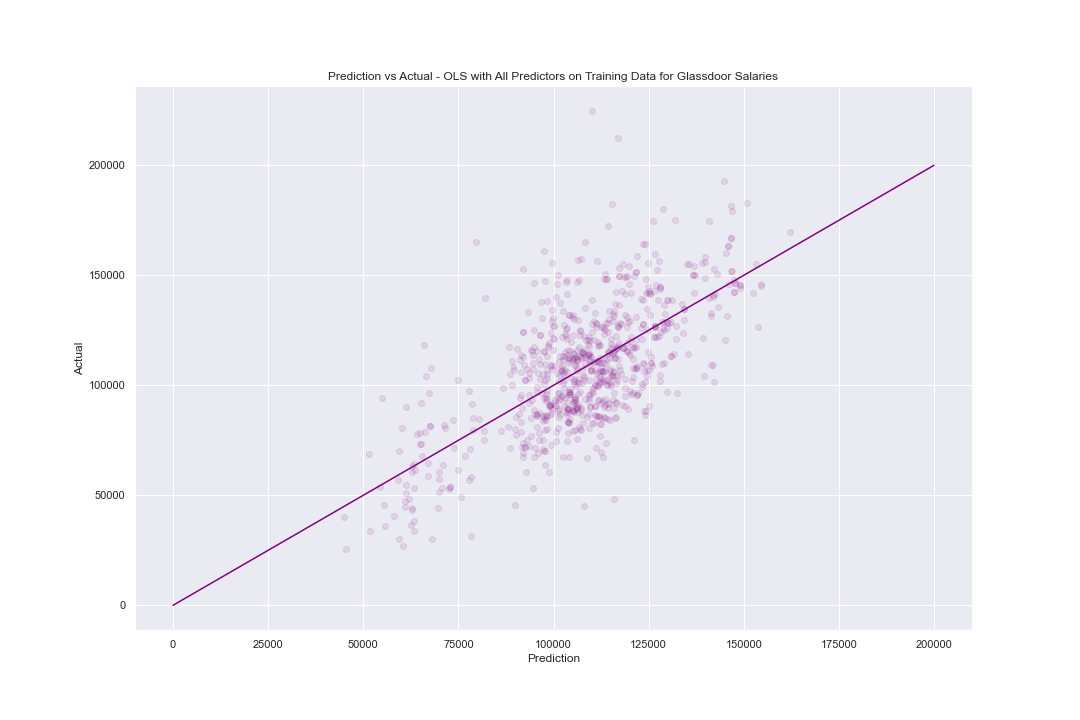 Prediction vs Actual - OLS with All Predictors on Training Data for Glassdoor Salaries
200000
150000
100000
50000
0
Actual
0 25000 50000 75000 100000 125000 150000 175000 200000
Prediction